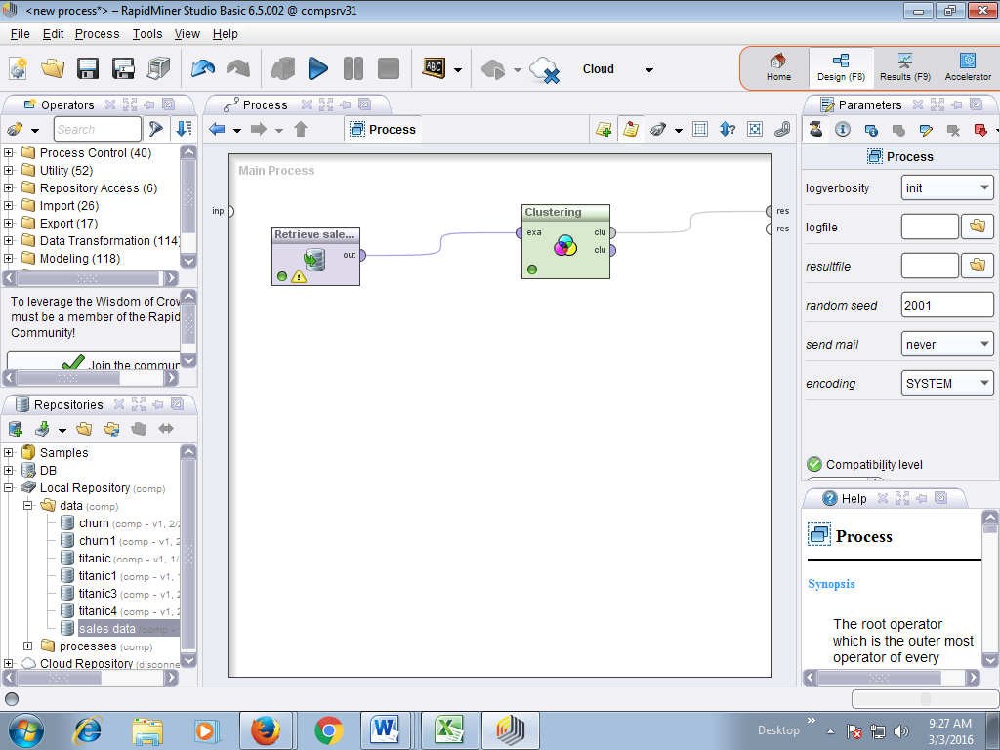 <new process*> – RapidMiner Studio Basic 6.5.002 @ compsrv31
File Edit Process Tools View Help
ABC
Cloud
Home
Design (F8)
Results (F9)
Accelerator
Operators
Search
Process Control (40)
Utility (52)
Repository Access (6)
Import (26)
Export (17)
Data Transformation (114)
Modeling (118)
To leverage the Wisdom of Crov
must be a member of the Rapid
Community!
Join the commur
Repositories
Samples
DB
Local Repository (comp)
data (comp)
churn (comp - v1, 2/2
churn1 (comp - v1, 2
titanic (comp - v1, 1/
titanic1 (comp - v1, 1
titanic3 (comp - v1, 2
titanic4 (comp - v1, 2
sales data (comp -
processes (comp)
Cloud Repository (disconne
Process
Process
Main Process
inp
Retrieve sale...
out
Clustering
exa
clu
clu
res
res
Parameters
Process
logverbosity
init
logfile
resultfile
random seed
2001
send mail
never
encoding
SYSTEM
Compatibility level
Help
Process
Synopsis
The root operator
which is the outer most
operator of every
Desktop
9:27 AM
3/3/2016